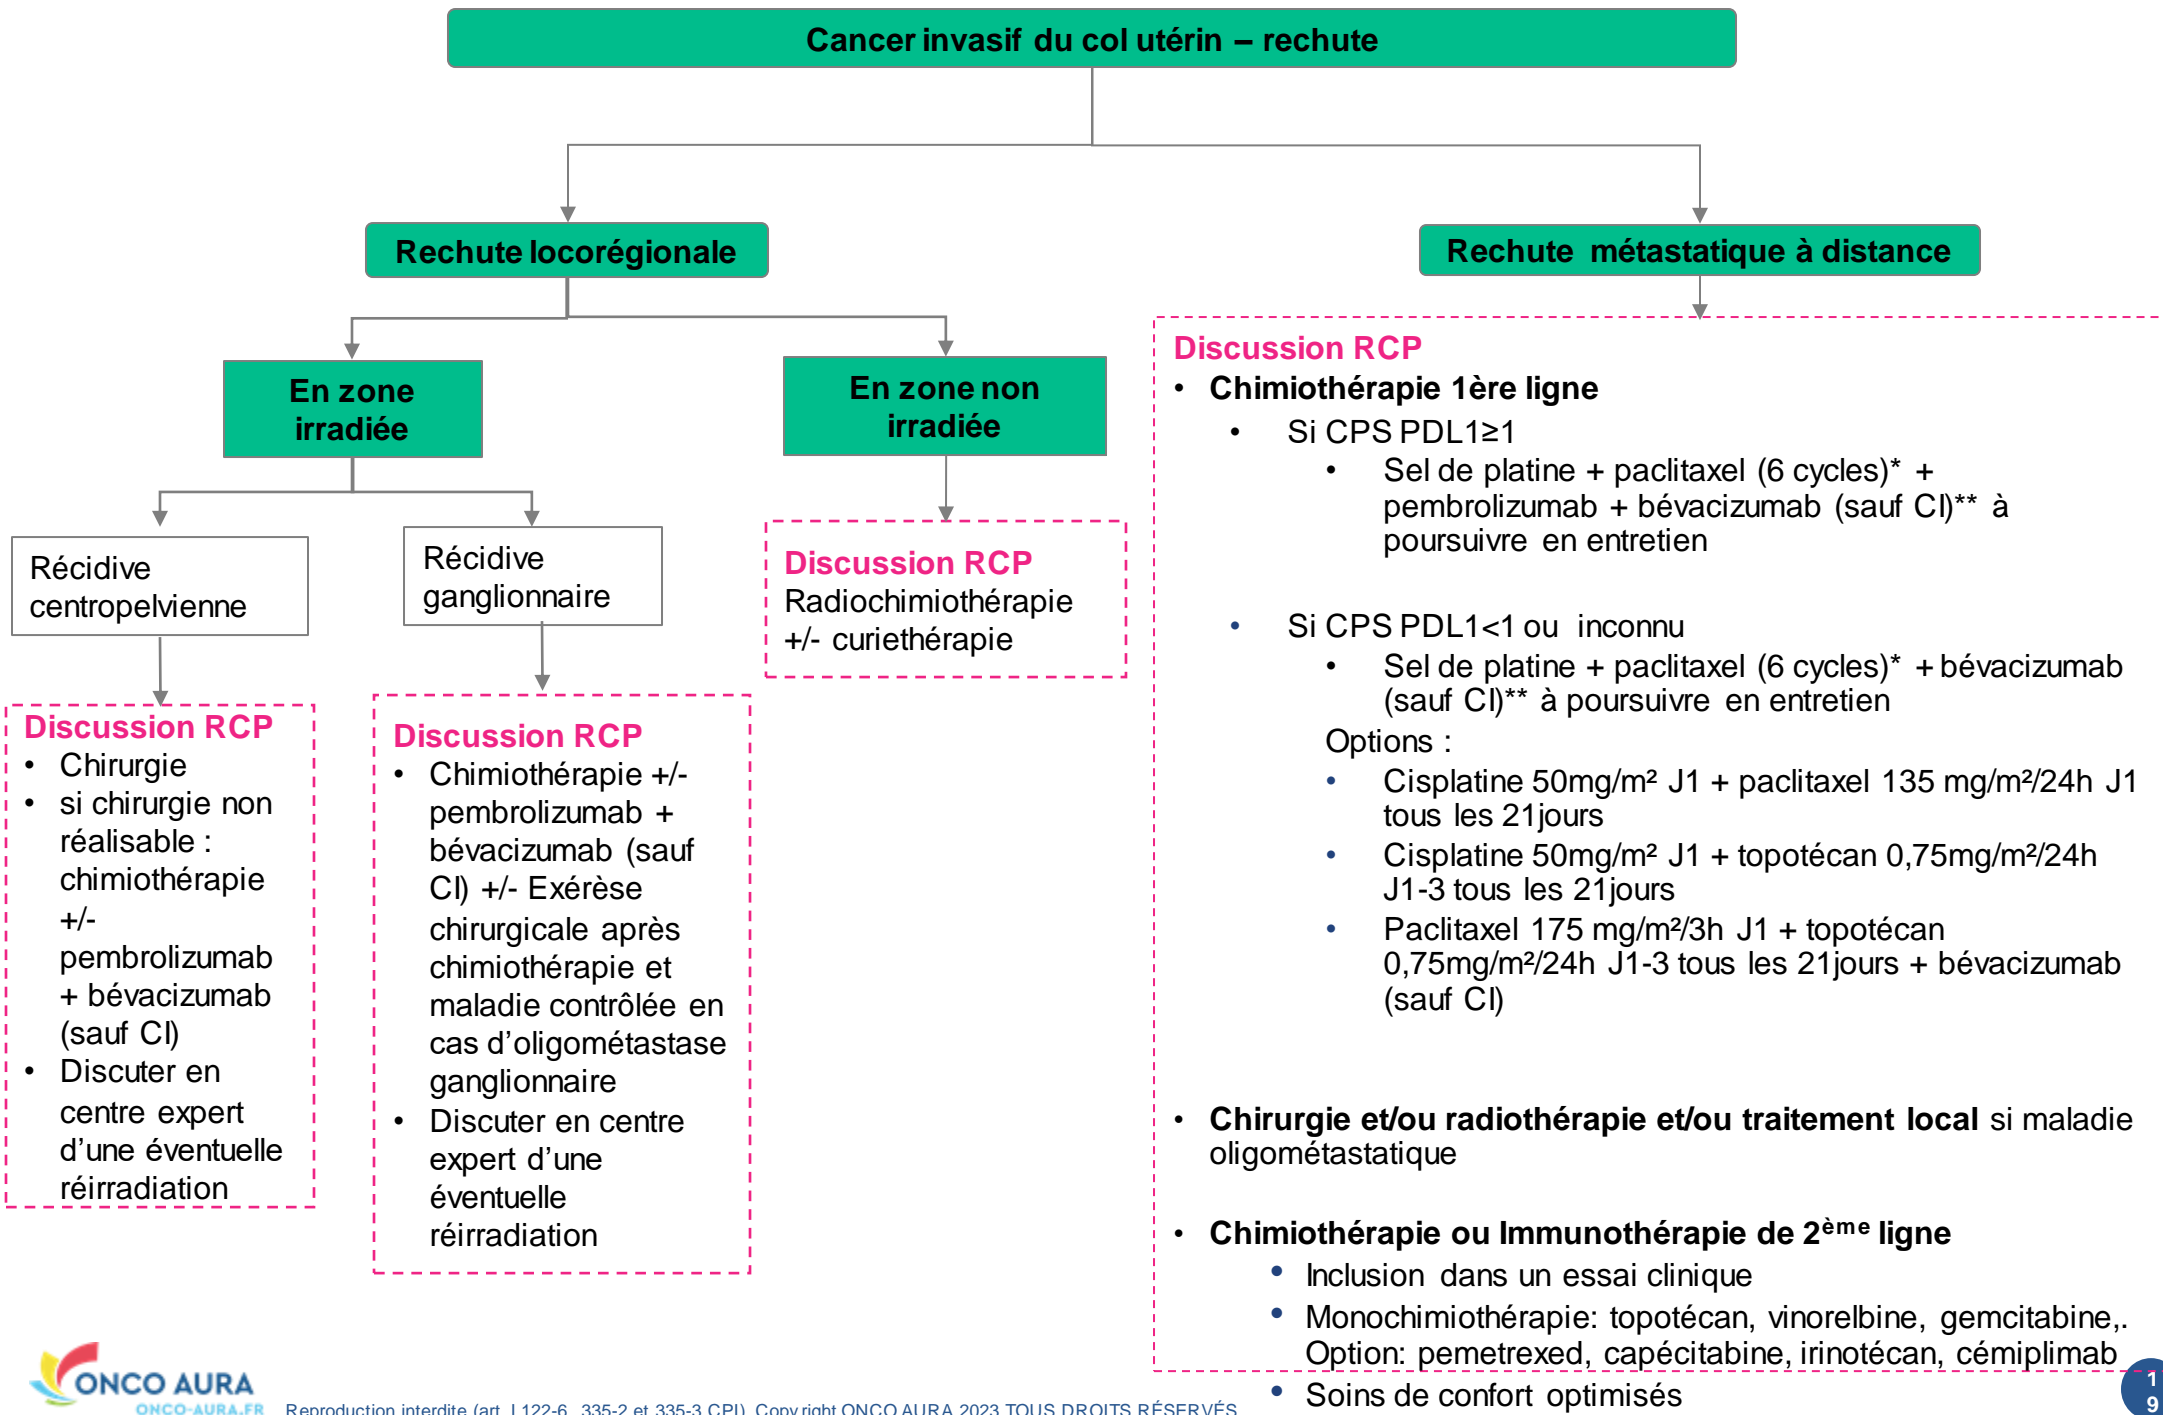 Cancer invasif du col utérin – rechute
Rechute locorégionale
Rechute métastatique à distance
En zone
irradiée
En zone non
irradiée
Récidive
centropelvienne
Récidive
ganglionnaire
Discussion RCP
• Chirurgie
• si chirurgie non
réalisable :
chimiothérapie
+/-
pembrolizumab
+ bévacizumab
(sauf CI)
• Discuter en
centre expert
d’une éventuelle
réirradiation
Discussion RCP
• Chimiothérapie +/-
pembrolizumab +
bévacizumab (sauf
CI) +/- Exérèse
chirurgicale après
chimiothérapie et
maladie contrôlée en
cas d’oligométastase
ganglionnaire
• Discuter en centre
expert d’une
éventuelle
réirradiation
Discussion RCP
Radiochimiothérapie
+/- curiethérapie
Discussion RCP
• Chimiothérapie 1ère ligne
• Si CPS PDL1≥1
• Sel de platine + paclitaxel (6 cycles)* +
pembrolizumab + bévacizumab (sauf CI)** à
poursuivre en entretien
• Si CPS PDL1<1 ou inconnu
• Sel de platine + paclitaxel (6 cycles)* + bévacizumab
(sauf CI)** à poursuivre en entretien
Options :
• Cisplatine 50mg/m² J1 + paclitaxel 135 mg/m²/24h J1
tous les 21jours
• Cisplatine 50mg/m² J1 + topotécan 0,75mg/m²/24h
J1-3 tous les 21jours
• Paclitaxel 175 mg/m²/3h J1 + topotécan
0,75mg/m²/24h J1-3 tous les 21jours + bévacizumab
(sauf CI)
• Chirurgie et/ou radiothérapie et/ou traitement local si maladie
oligométastatique
• Chimiothérapie ou Immunothérapie de 2ème ligne
• Inclusion dans un essai clinique
• Monochimiothérapie: topotécan, vinorelbine, gemcitabine,.
Option: pemetrexed, capécitabine, irinotécan, cémiplimab
• Soins de confort optimisés
ONCO AURA
ONCO-AURA.FR
Reproduction interdite (art. L122-6, 335-2 et 335-3 CPI). Copyright ONCO AURA 2023 TOUS DROITS RÉSERVÉS
1
9